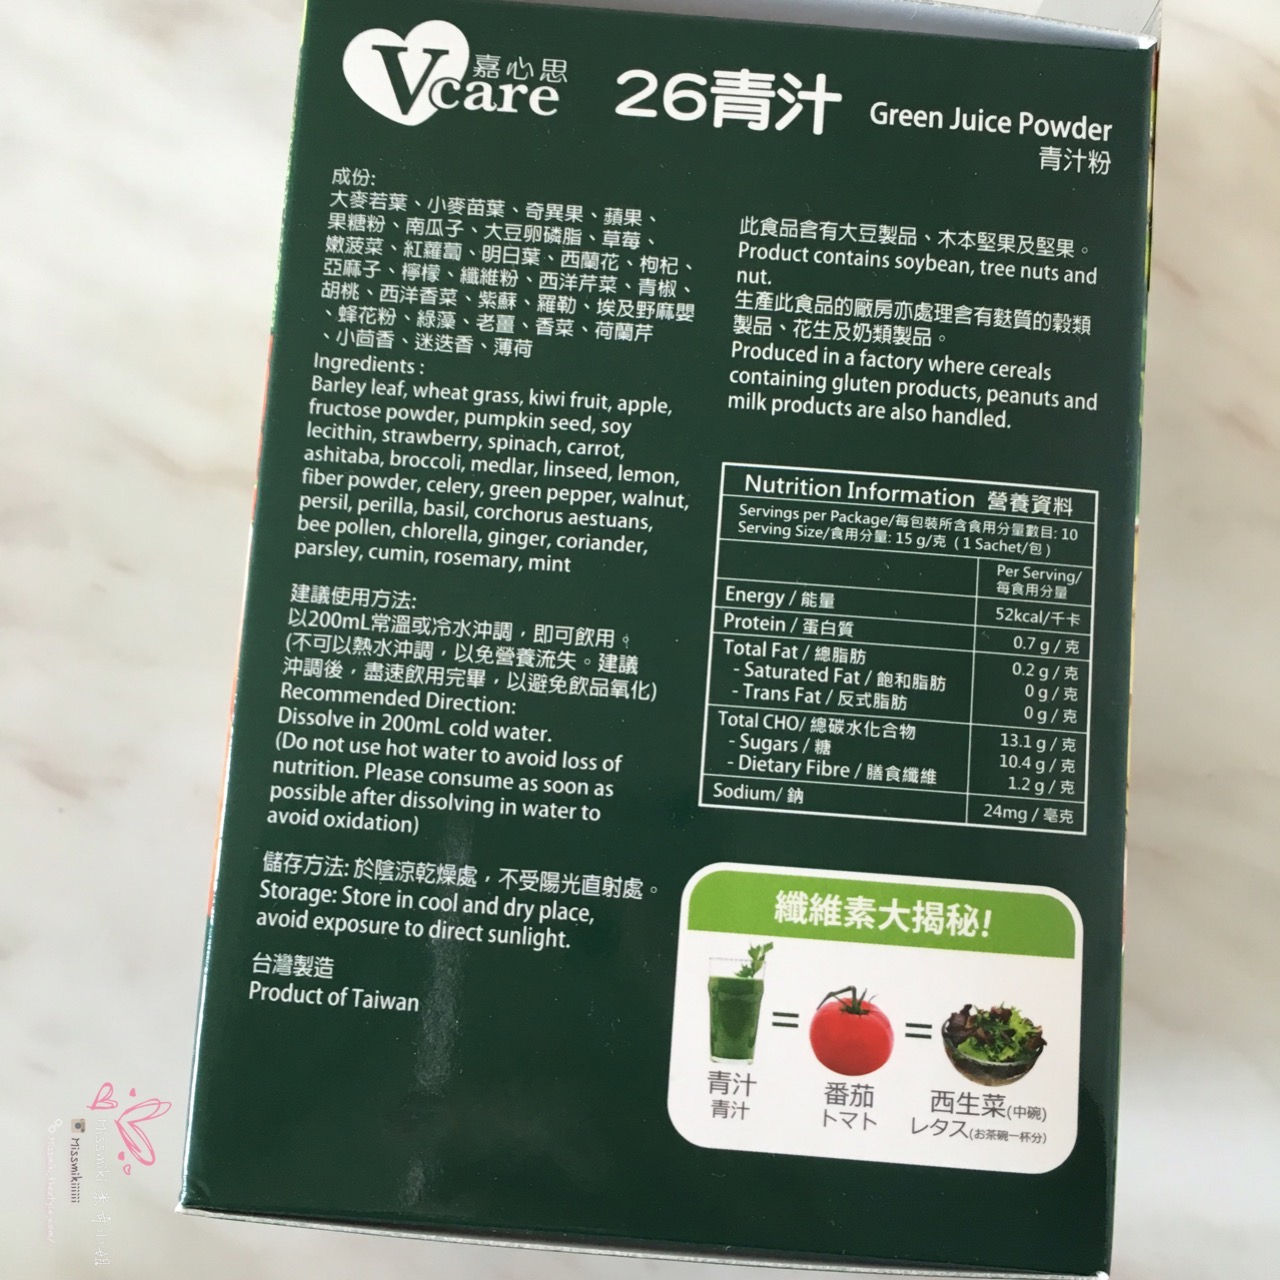 嘉心思
Vcare
26青汁
Green Juice Powder
青汁粉
成份:
大麥若葉、小麥苗葉、奇異果、蘋果、
果糖粉、南瓜子、大豆卵磷脂、草莓、
嫩菠菜、紅蘿蔔、明日葉、西蘭花、枸杞、
亞麻子、檸檬、纖維粉、西洋芹菜、青椒、
胡桃、西洋香菜、紫蘇、羅勒、埃及野麻嬰
、蜂花粉、綠藻、老薑、香菜、荷蘭芹
、小茴香、迷迭香、薄荷
Ingredients :
Barley leaf, wheat grass, kiwi fruit, apple,
fructose powder, pumpkin seed, soy
lecithin, strawberry, spinach, carrot,
ashitaba, broccoli, medlar, linseed, lemon,
fiber powder, celery, green pepper, walnut,
persil, perilla, basil, corchorus aestuans,
bee pollen, chlorella, ginger, coriander,
parsley, cumin, rosemary, mint
建議使用方法:
以200mL常溫或冷水沖調，即可飲用。
(不可以熱水沖調，以免營養流失。建議
沖調後，盡速飲用完畢，以避免飲品氧化)
Recommended Direction:
Dissolve in 200mL cold water.
(Do not use hot water to avoid loss of
nutrition. Please consume as soon as
possible after dissolving in water to
avoid oxidation)
儲存方法: 於陰涼乾燥處，不受陽光直射處。
Storage: Store in cool and dry place,
avoid exposure to direct sunlight.
台灣製造
Product of Taiwan
此食品含有大豆製品、木本堅果及堅果。
Product contains soybean, tree nuts and
nut.
生產此食品的廠房亦處理含有麩質的穀類
製品、花生及奶類製品。
Produced in a factory where cereals
containing gluten products, peanuts and
milk products are also handled.
Nutrition Information 營養資料
Servings per Package/每包裝所含食用分量數目: 10
Serving Size/食用分量: 15 g/克 ( 1 Sachet/包 )
Per Serving/
每食用分量
Energy / 能量 52kcal/千卡
Protein / 蛋白質 0.7 g / 克
Total Fat / 總脂肪 0.2 g / 克
- Saturated Fat / 飽和脂肪 0 g / 克
- Trans Fat / 反式脂肪 0 g / 克
Total CHO/ 總碳水化合物 13.1 g / 克
- Sugars / 糖 10.4 g / 克
- Dietary Fibre / 膳食纖維 1.2 g / 克
Sodium/ 鈉 24mg / 毫克
纖維素大揭秘!
= =
青汁 番茄 西生菜(中碗)
青汁 トマト レタス(お茶碗一杯分)
Missmikiiiiii